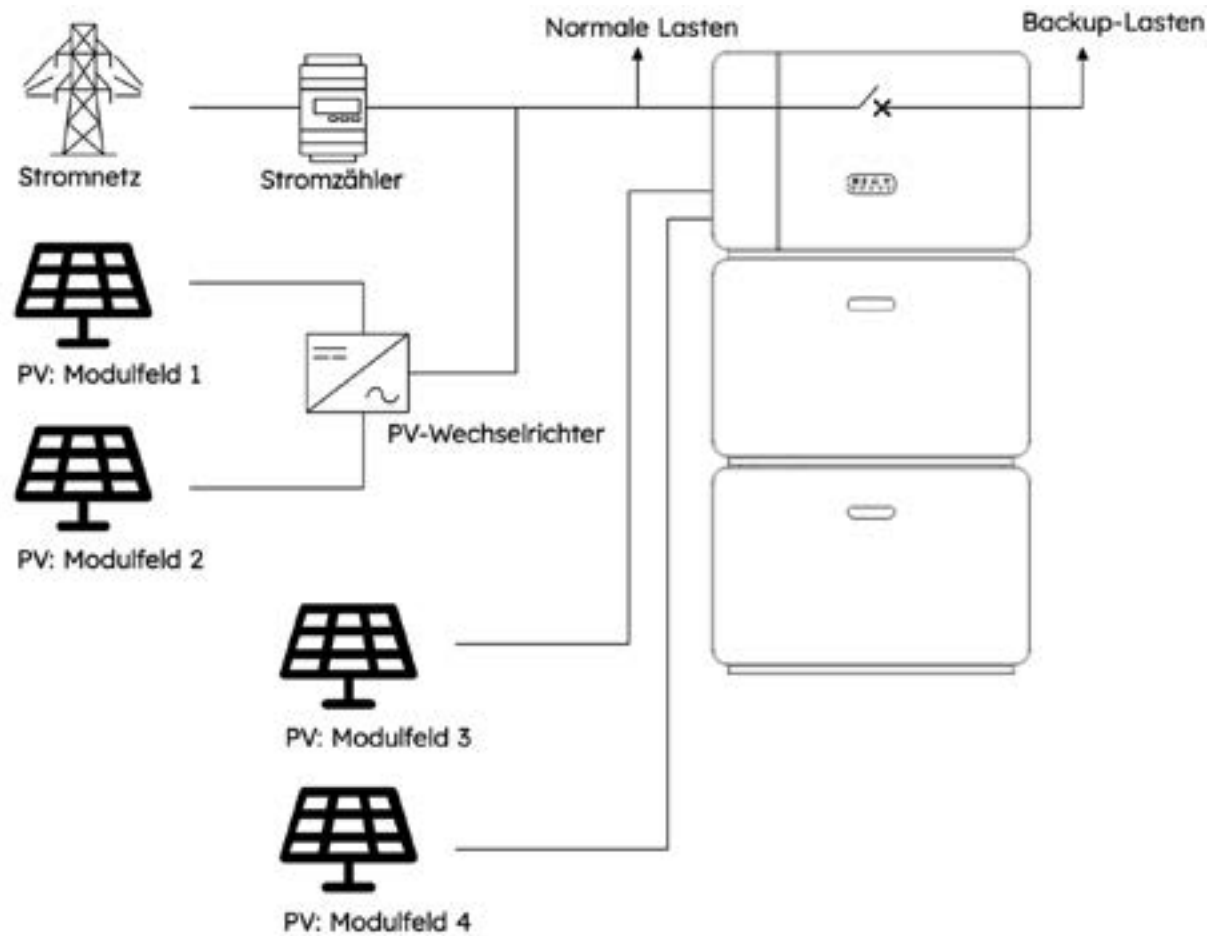 Normale Lasten
Backup-Lasten
Stromnetz
Stromzähler
PV: Modulfeld 1
PV-Wechselrichter
PV: Modulfeld 2
PV: Modulfeld 3
PV: Modulfeld 4